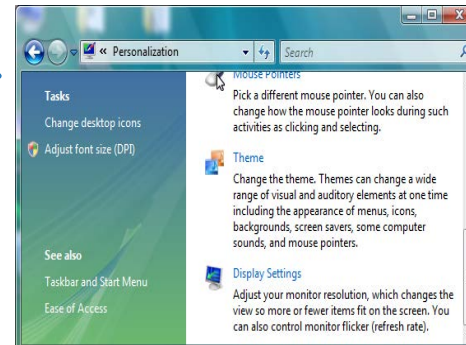 « Personalization
Search
Tasks
Change desktop icons
Adjust font size (DPI)
See also
Taskbar and Start Menu
Ease of Access
Mouse Pointers
Pick a different mouse pointer. You can also
change how the mouse pointer looks during such
activities as clicking and selecting.
Theme
Change the theme. Themes can change a wide
range of visual and auditory elements at one time
including the appearance of menus, icons,
backgrounds, screen savers, some computer
sounds, and mouse pointers.
Display Settings
Adjust your monitor resolution, which changes the
view so more or fewer items fit on the screen. You
can also control monitor flicker (refresh rate).